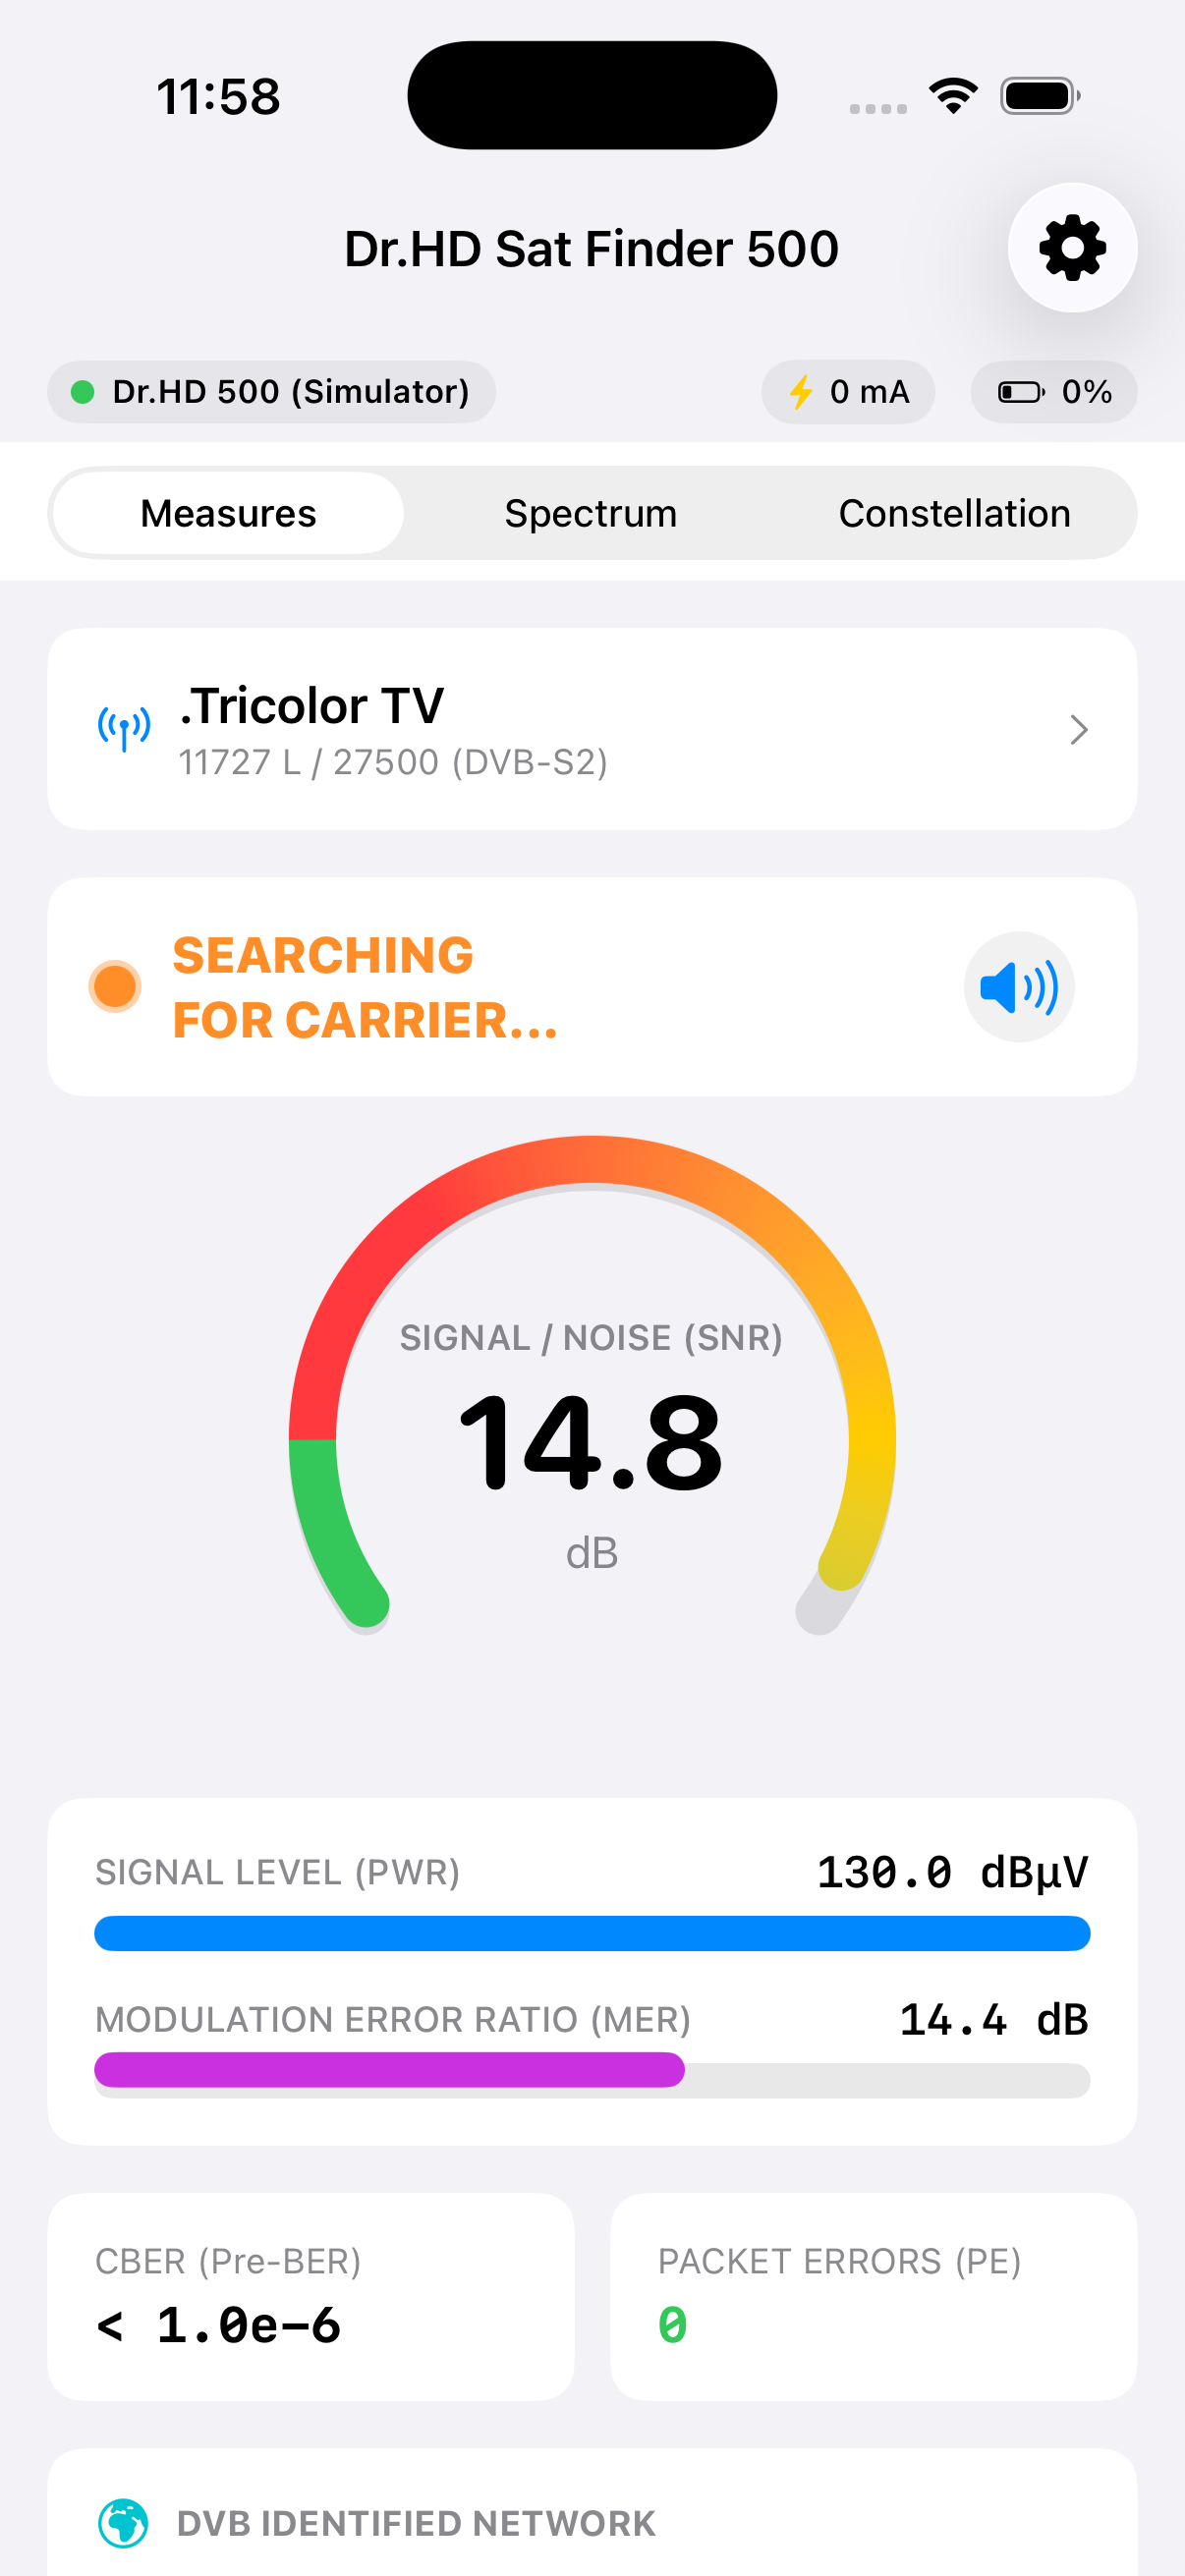 11:58
Dr.HD Sat Finder 500
Dr.HD 500 (Simulator)
0 mA
0%
Measures
Spectrum
Constellation
.Tricolor TV
11727 L / 27500 (DVB-S2)
SEARCHING
FOR CARRIER...
SIGNAL / NOISE (SNR)
14.8
dB
SIGNAL LEVEL (PWR)
130.0 dBµV
MODULATION ERROR RATIO (MER)
14.4 dB
CBER (Pre-BER)
< 1.0e-6
PACKET ERRORS (PE)
0
DVB IDENTIFIED NETWORK